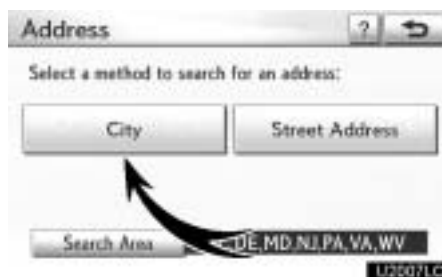 Address ?
Select a method to search for an address:
City Street Address
Search Area DE,MD,NJ,PA,VA,WV